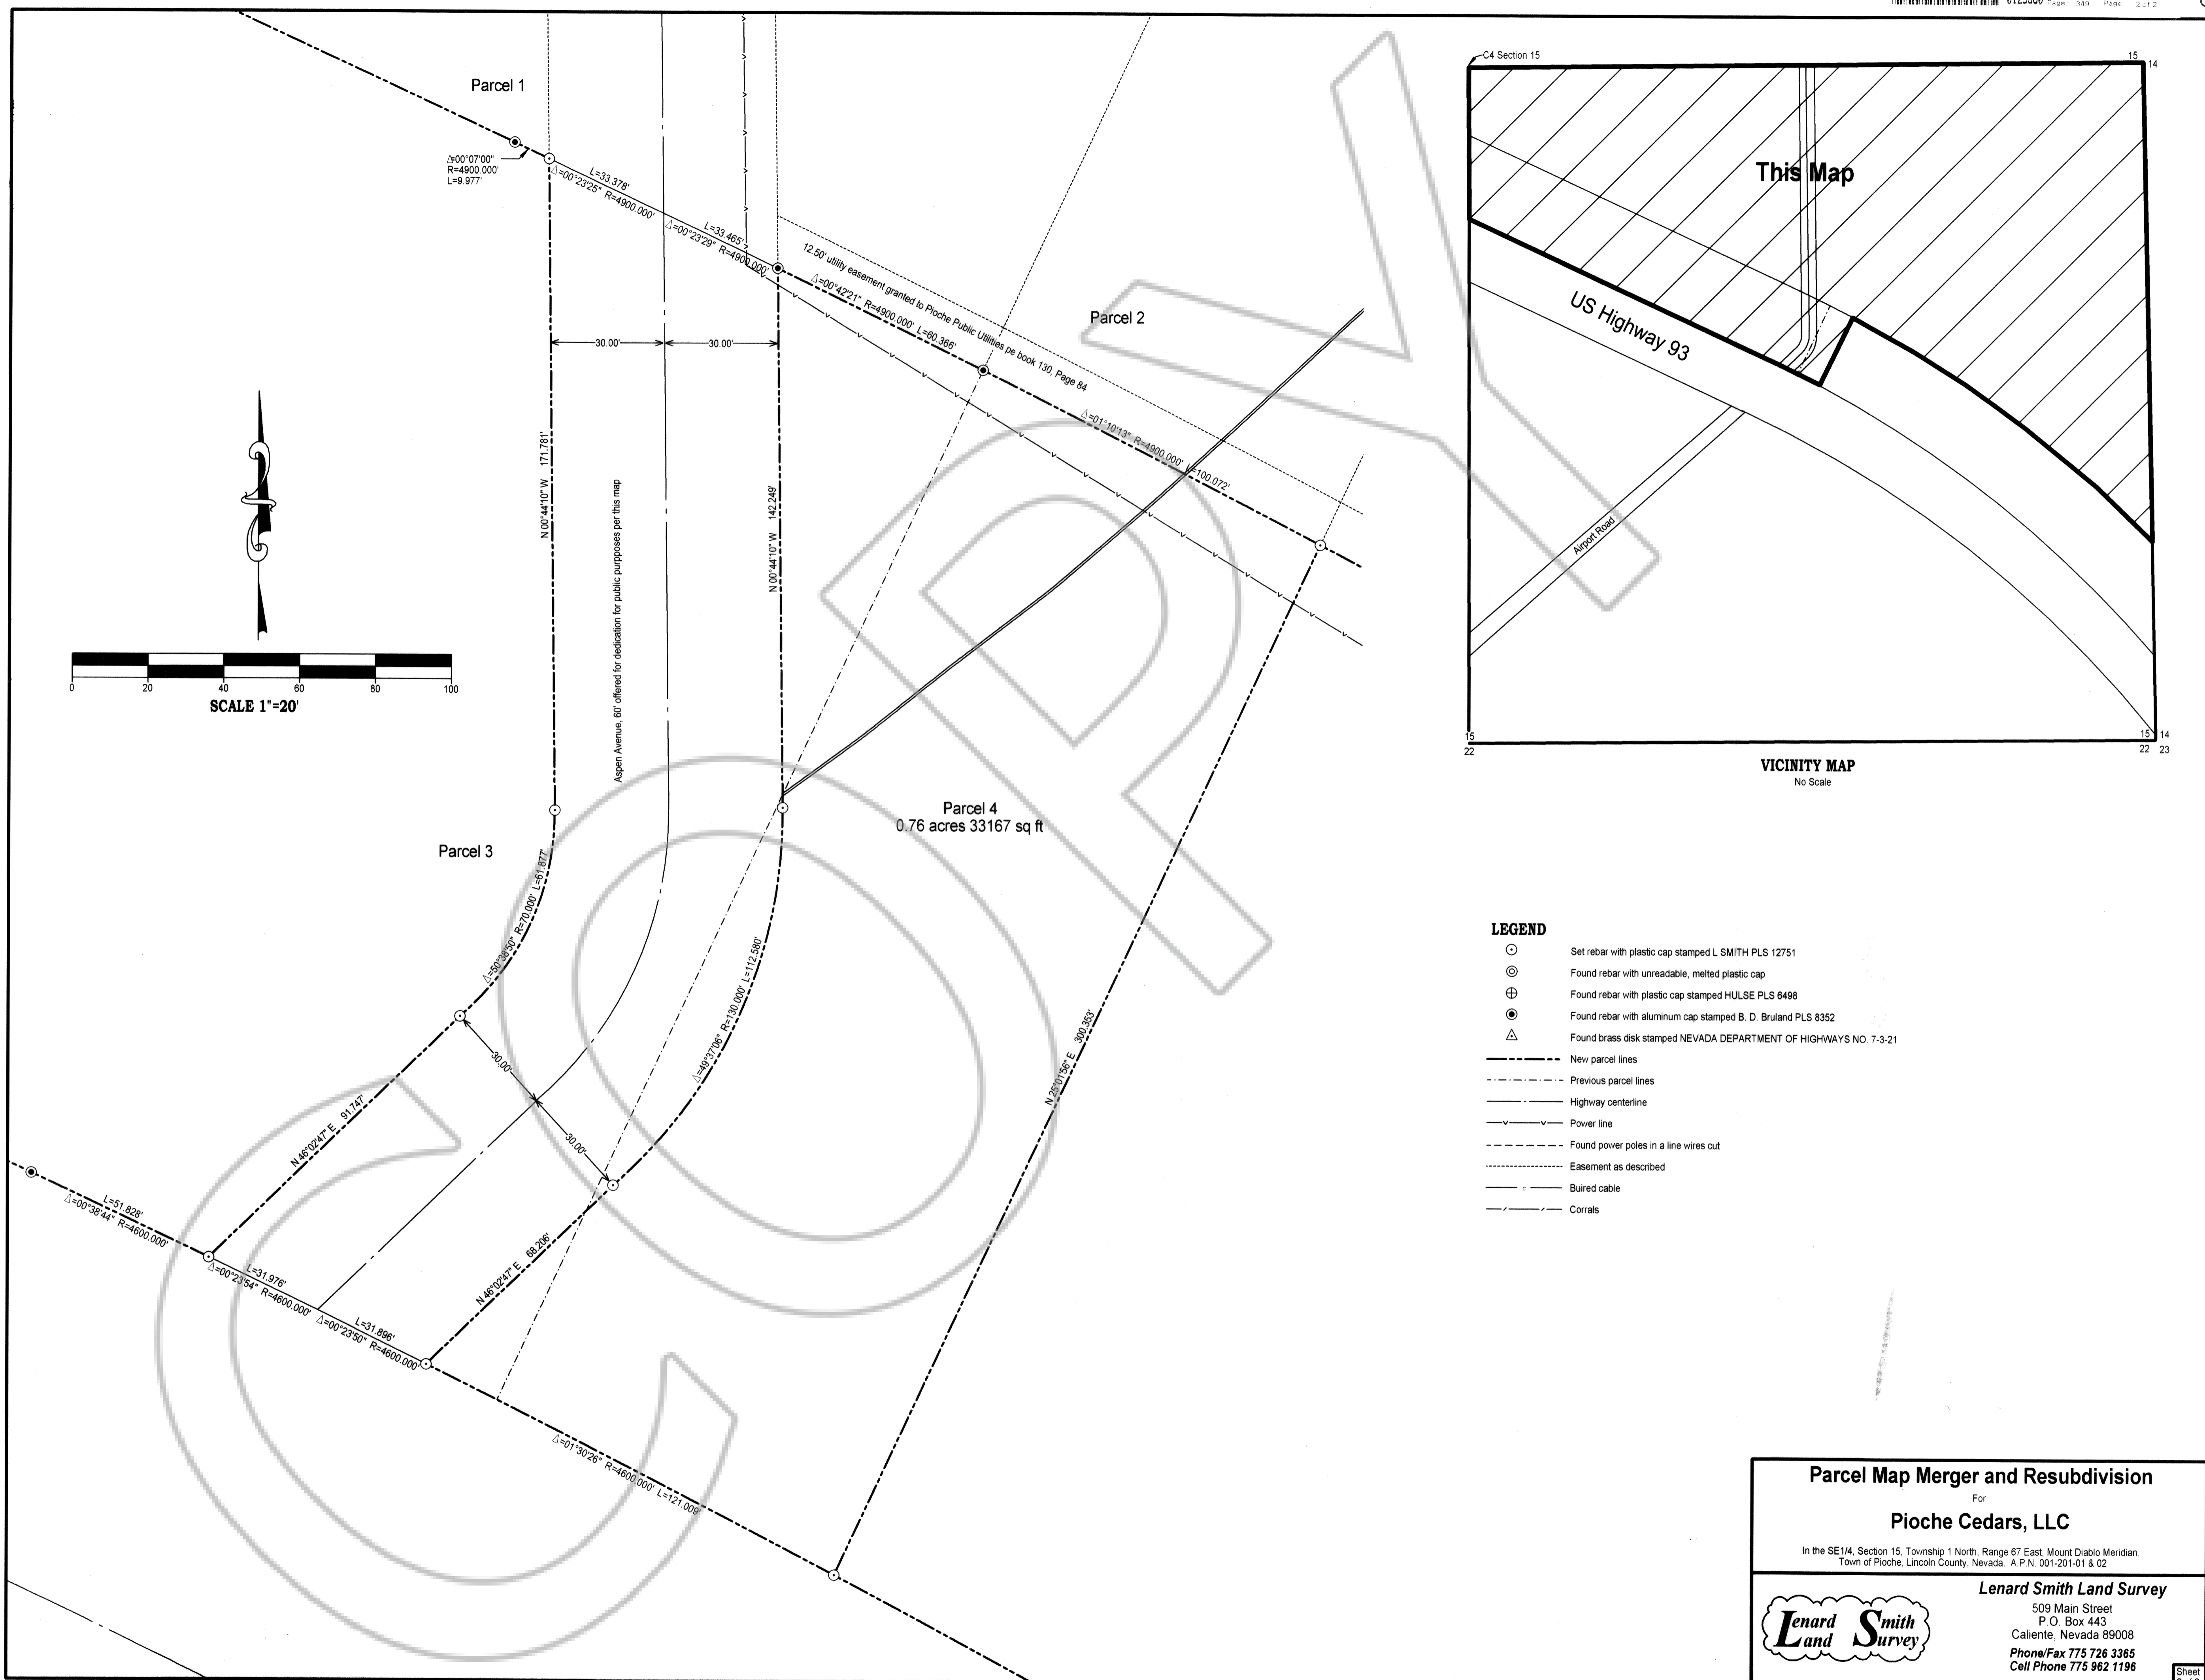 0125000 Page: 349 Page 2 of 2
Parcel 1
Δ=00°07'00"
R=4900.000'
L=9.977'
L=33.378'
Δ=00°23'25" R=4900.000'
L=33.465'
Δ=00°23'29" R=4900.000'
12.50' utility easement granted to Pioche Public Utilities pe book 130, Page 84
Δ=00°42'21" R=4900.000' L=60.366'
Parcel 2
Δ=01°10'13" R=4900.000' L=100.072'
30.00'
30.00'
N 00°44'10" W 171.781'
Aspen Avenue, 60' offered for dedication for public purposes per this map
N 00°44'10" W 142.249'
0 20 40 60 80 100
SCALE 1"=20'
Parcel 3
Parcel 4
0.76 acres 33167 sq ft
Δ=50°38'50" R=70.000' L=61.877'
Δ=49°37'06" R=130.000' L=112.580'
N 25°01'56" E 300.353'
30.00'
30.00'
N 46°02'47" E 91.747'
N 46°02'47" E 68.206'
L=51.828'
Δ=00°38'44" R=4600.000'
L=31.976'
Δ=00°23'54" R=4600.000'
L=31.896'
Δ=00°23'50" R=4600.000'
Δ=01°30'26" R=4600.000' L=121.009'
COPY
C4 Section 15
15
14
This Map
US Highway 93
Airport Road
15
22
15 14
22 23
VICINITY MAP
No Scale
LEGEND
Set rebar with plastic cap stamped L SMITH PLS 12751
Found rebar with unreadable, melted plastic cap
Found rebar with plastic cap stamped HULSE PLS 6498
Found rebar with aluminum cap stamped B. D. Bruland PLS 8352
Found brass disk stamped NEVADA DEPARTMENT OF HIGHWAYS NO. 7-3-21
New parcel lines
Previous parcel lines
Highway centerline
Power line
Found power poles in a line wires cut
Easement as described
c Buired cable
Corrals
Parcel Map Merger and Resubdivision
For
Pioche Cedars, LLC
In the SE1/4, Section 15, Township 1 North, Range 67 East, Mount Diablo Meridian.
Town of Pioche, Lincoln County, Nevada. A.P.N. 001-201-01 & 02
Lenard Smith
Land Survey
Lenard Smith Land Survey
509 Main Street
P.O. Box 443
Caliente, Nevada 89008
Phone/Fax 775 726 3365
Cell Phone 775 962 1196
Sheet